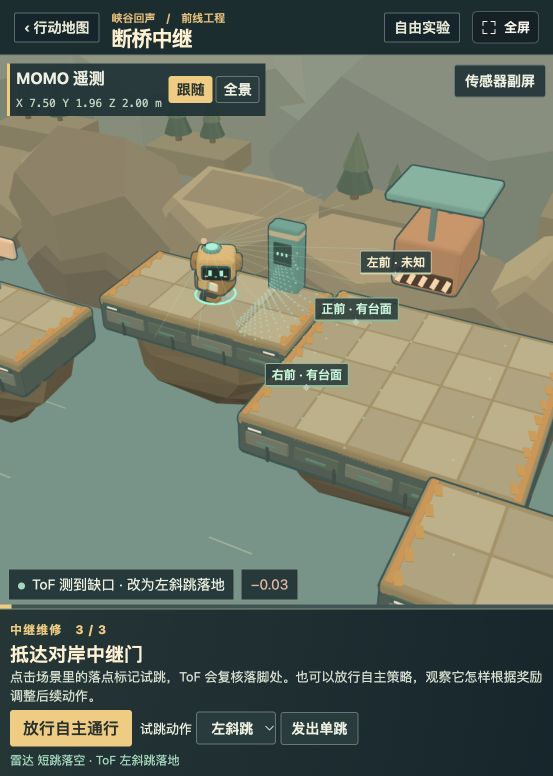 ‹ 行动地图
峡谷回声 / 前线工程
断桥中继
自由实验
全屏
MOMO 遥测
X 7.50 Y 1.96 Z 2.00 m
跟随
全景
传感器副屏
左前 · 未知
正前 · 有台面
右前 · 有台面
ToF 测到缺口 · 改为左斜跳落地
−0.03
中继维修 3 / 3
抵达对岸中继门
点击场景里的落点标记试跳，ToF 会复核落脚处。也可以放行自主策略，观察它怎样根据奖励
调整后续动作。
放行自主通行
试跳动作
左斜跳
发出单跳
雷达 短跳落空 · ToF 左斜跳落地